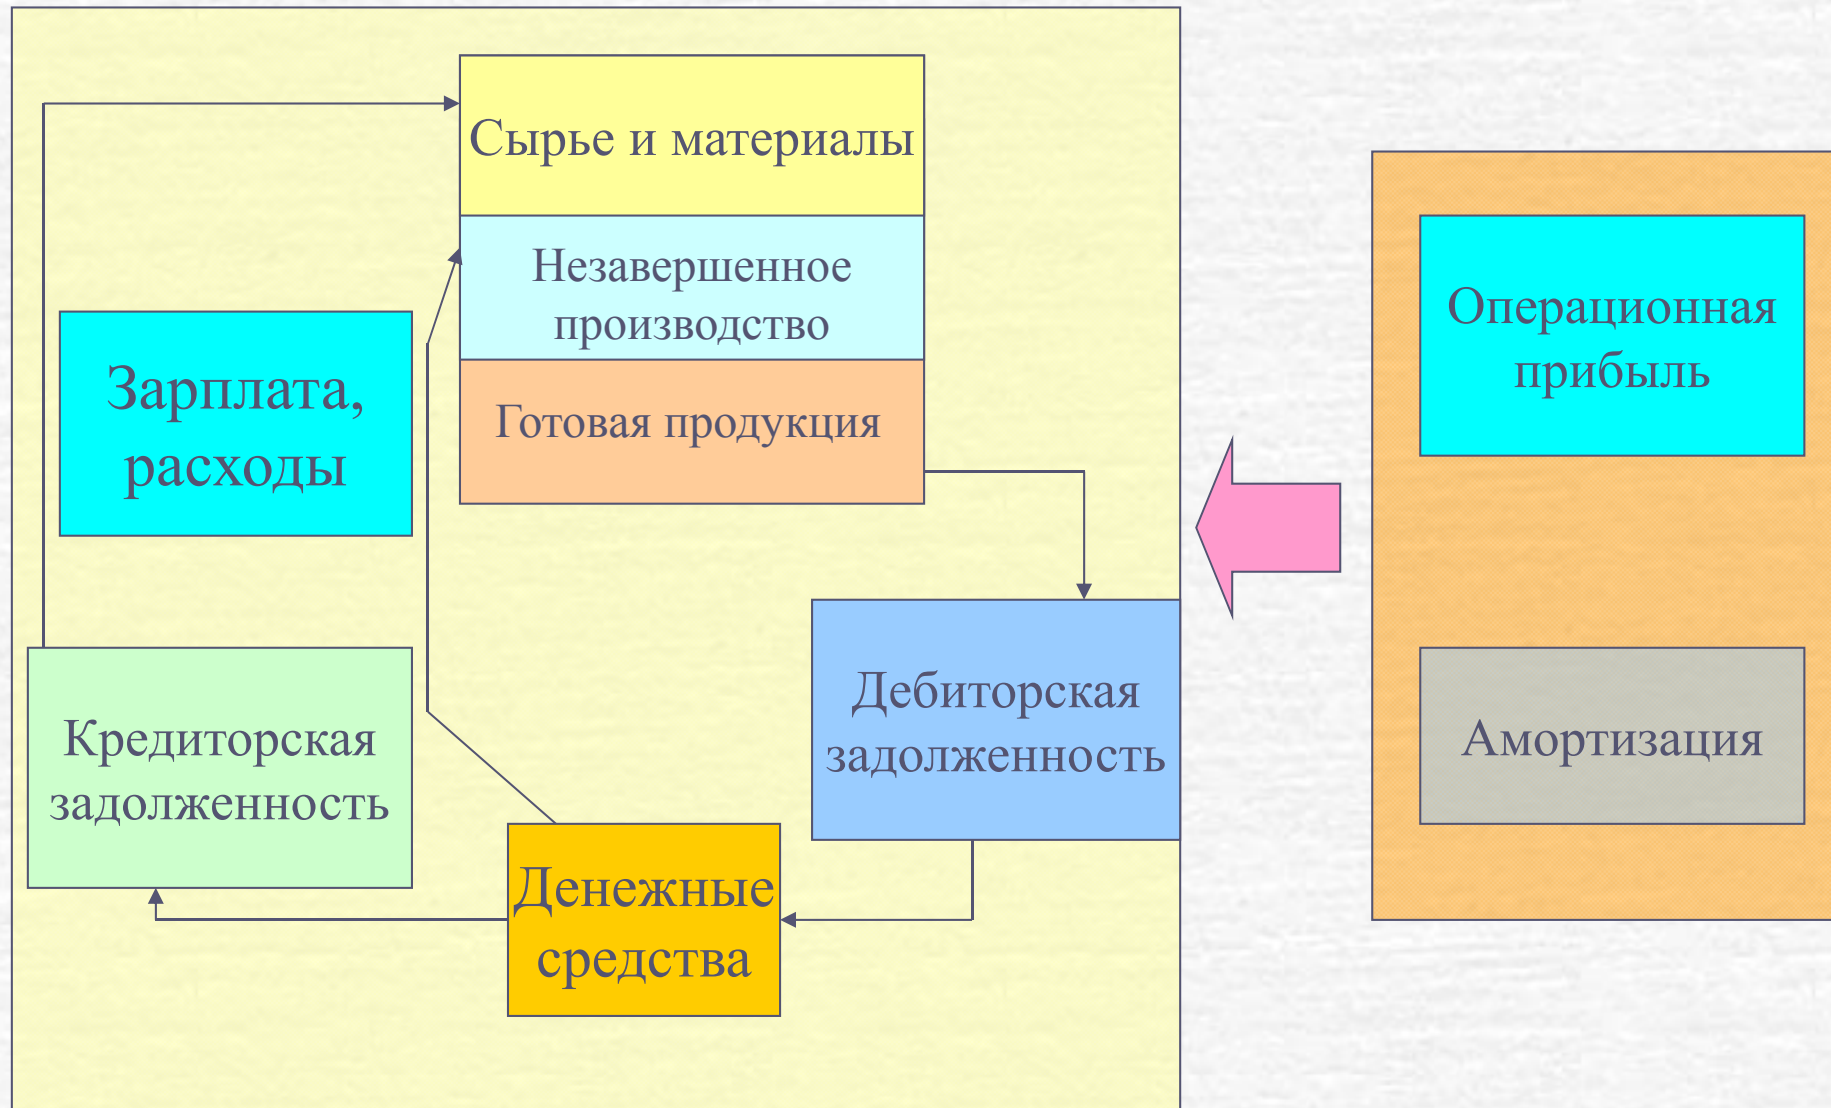 Сырье и материалы
Незавершенное
производство
Готовая продукция
Зарплата,
расходы
Кредиторская
задолженность
Денежные
средства
Дебиторская
задолженность
Операционная
прибыль
Амортизация